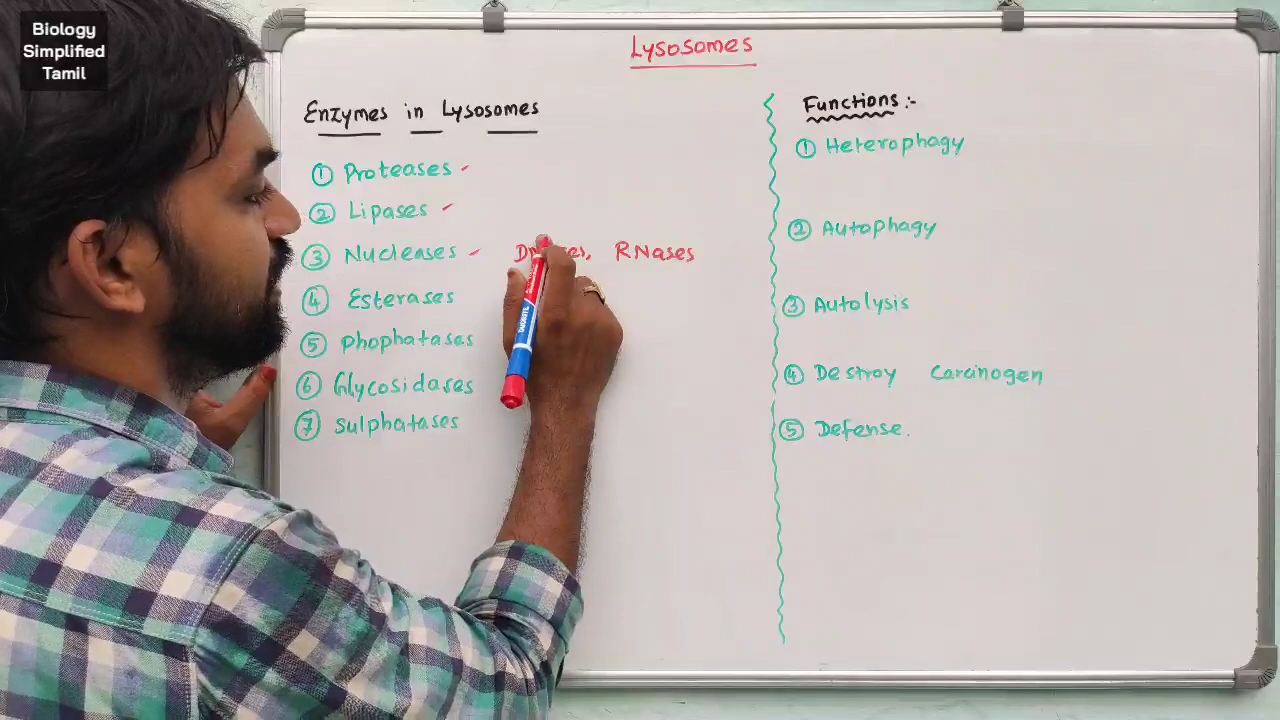 Biology
Simplified
Tamil
Lysosomes
Enzymes in Lysosomes
① Proteases
② Lipases
③ Nucleases RNases
④ Esterases
⑤ phophatases
⑥ Glycosidases
⑦ sulphatases
Functions :-
① Heterophagy
② Autophagy
③ Autolysis
④ Destroy Carcinogen
⑤ Defense.